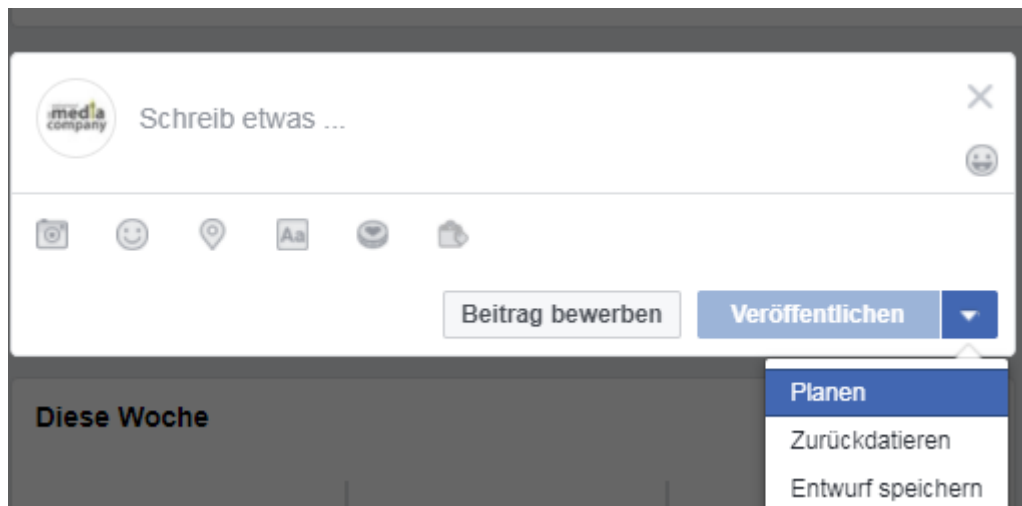 media
company
Schreib etwas ...
Aa
Beitrag bewerben
Veröffentlichen
Planen
Diese Woche
Zurückdatieren
Entwurf speichern